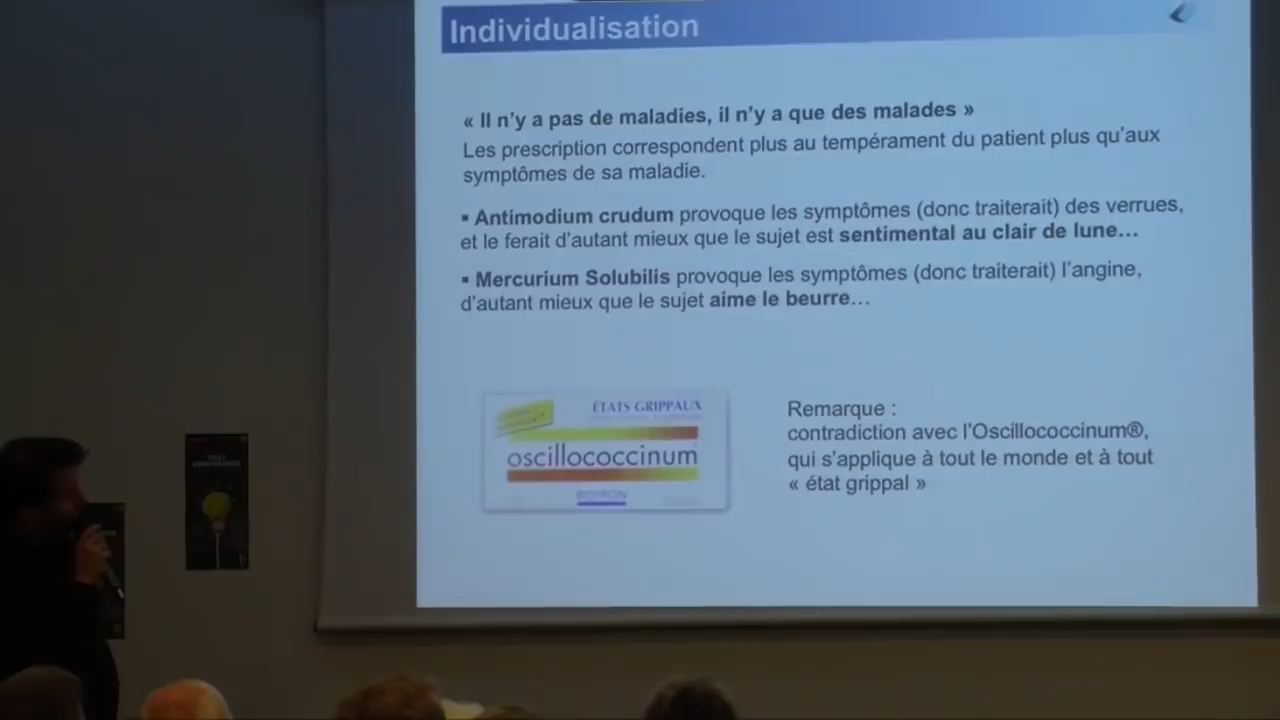 Individualisation
« Il n'y a pas de maladies, il n'y a que des malades »
Les prescription correspondent plus au tempérament du patient plus qu'aux
symptômes de sa maladie.
▪ Antimodium crudum provoque les symptômes (donc traiterait) des verrues,
et le ferait d'autant mieux que le sujet est sentimental au clair de lune…
▪ Mercurium Solubilis provoque les symptômes (donc traiterait) l'angine,
d'autant mieux que le sujet aime le beurre…
ÉTATS GRIPPAUX
oscillococcinum
BOIRON
Remarque :
contradiction avec l'Oscillococcinum®,
qui s'applique à tout le monde et à tout
« état grippal »